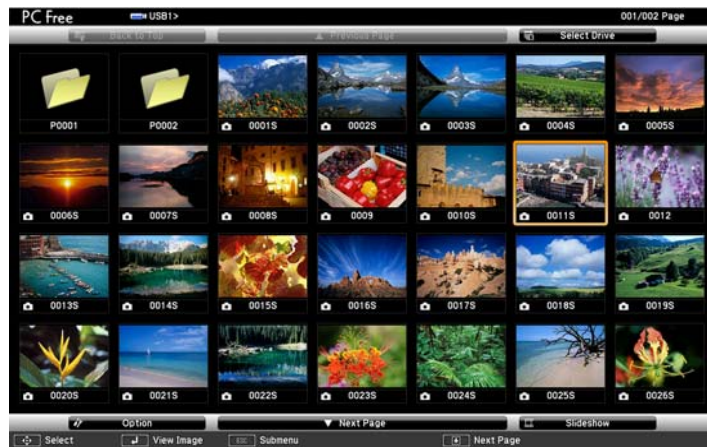 PC Free USB1> 001/002 Page
Back to Top Previous Page Select Drive
P0001 P0002 0001S 0002S 0003S 0004S 0005S
0006S 0007S 0008S 0009 0010S 0011S 0012
0013S 0014S 0015S 0016S 0017S 0018S 0019S
0020S 0021S 0022S 0023S 0024S 0025S 0026S
Option Next Page Slideshow
Select View Image Submenu Next Page